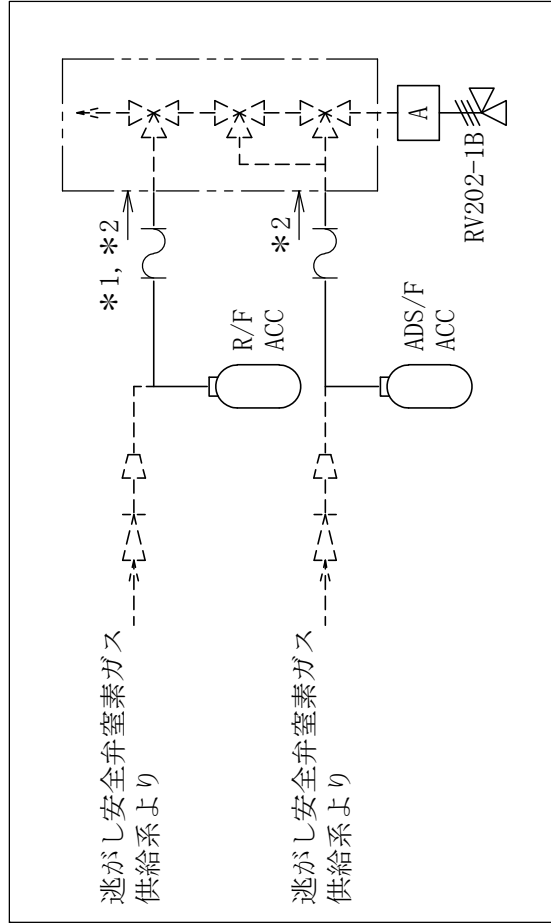 逃がし安全弁窒素ガス
供給系より
R/F
ACC
*1, *2
逃がし安全弁窒素ガス
供給系より
ADS/F
ACC
*2
A
RV202-1B